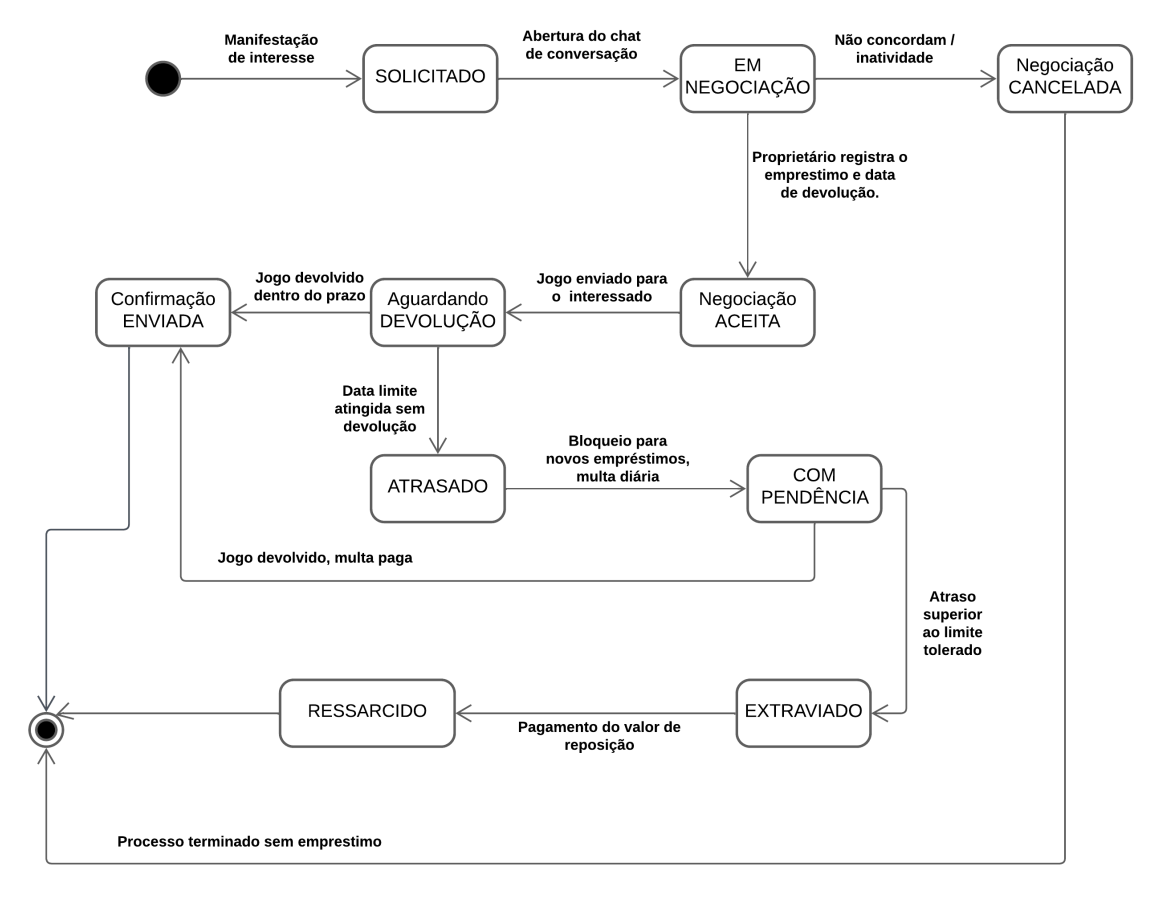 Manifestação
de interesse
SOLICITADO
Abertura do chat
de conversação
EM
NEGOCIAÇÃO
Não concordam /
inatividade
Negociação
CANCELADA
Proprietário registra o
emprestimo e data
de devolução.
Confirmação
ENVIADA
Jogo devolvido
dentro do prazo
Aguardando
DEVOLUÇÃO
Jogo enviado para
o interessado
Negociação
ACEITA
Data limite
atingida sem
devolução
ATRASADO
Bloqueio para
novos empréstimos,
multa diária
COM
PENDÊNCIA
Jogo devolvido, multa paga
Atraso
superior
ao limite
tolerado
RESSARCIDO
Pagamento do valor de
reposição
EXTRAVIADO
Processo terminado sem emprestimo